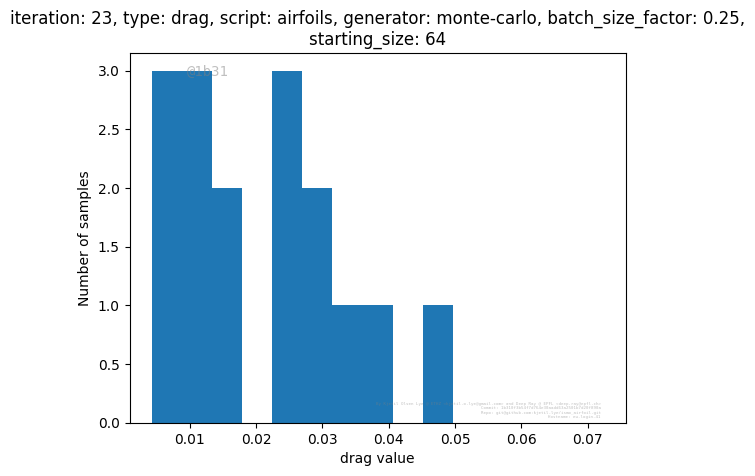 iteration: 23, type: drag, script: airfoils, generator: monte-carlo, batch_size_factor: 0.25,
starting_size: 64
@1b31
3.0
2.5
2.0
1.5
1.0
0.5
0.0
Number of samples
0.01 0.02 0.03 0.04 0.05 0.06 0.07
drag value